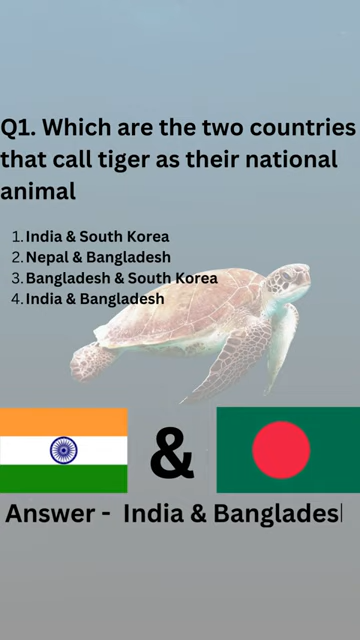 Q1. Which are the two countries
that call tiger as their national
animal
1. India & South Korea
2. Nepal & Bangladesh
3. Bangladesh & South Korea
4. India & Bangladesh
&
Answer - India & Banglades